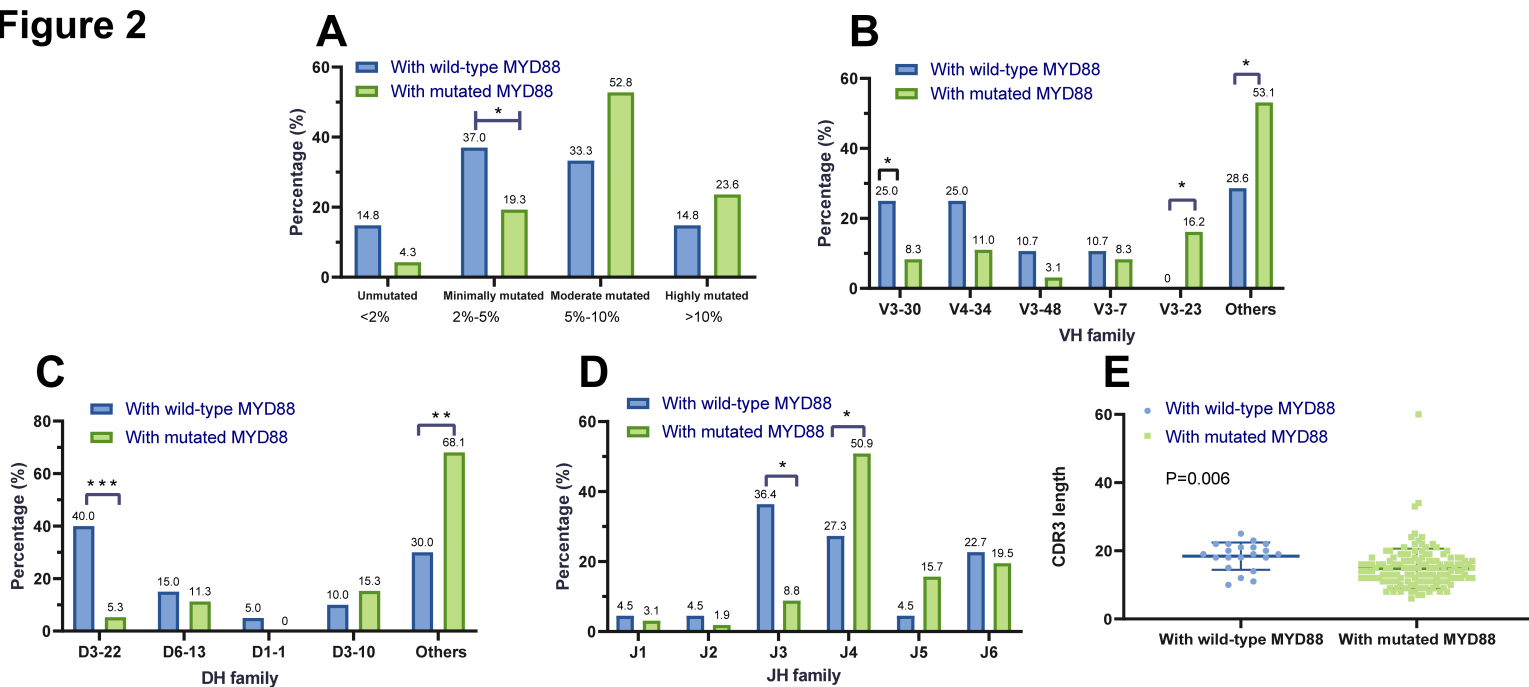 Figure 2
A
With wild-type MYD88
With mutated MYD88
Percentage (%)
60
40
20
0
*
14.8
4.3
37.0
19.3
33.3
52.8
14.8
23.6
Unmutated
Minimally mutated
Moderate mutated
Highly mutated
<2%
2%-5%
5%-10%
>10%
B
With wild-type MYD88
With mutated MYD88
Percentage (%)
60
40
20
0
*
*
*
25.0
8.3
25.0
11.0
10.7
3.1
10.7
8.3
0
16.2
28.6
53.1
V3-30
V4-34
V3-48
V3-7
V3-23
Others
VH family
C
With wild-type MYD88
With mutated MYD88
Percentage (%)
80
60
40
20
0
***
**
40.0
5.3
15.0
11.3
5.0
0
10.0
15.3
30.0
68.1
D3-22
D6-13
D1-1
D3-10
Others
DH family
D
With wild-type MYD88
With mutated MYD88
Percentage (%)
60
40
20
0
*
*
4.5
3.1
4.5
1.9
36.4
8.8
27.3
50.9
4.5
15.7
22.7
19.5
J1
J2
J3
J4
J5
J6
JH family
E
With wild-type MYD88
With mutated MYD88
P=0.006
CDR3 length
60
40
20
0
With wild-type MYD88
With mutated MYD88